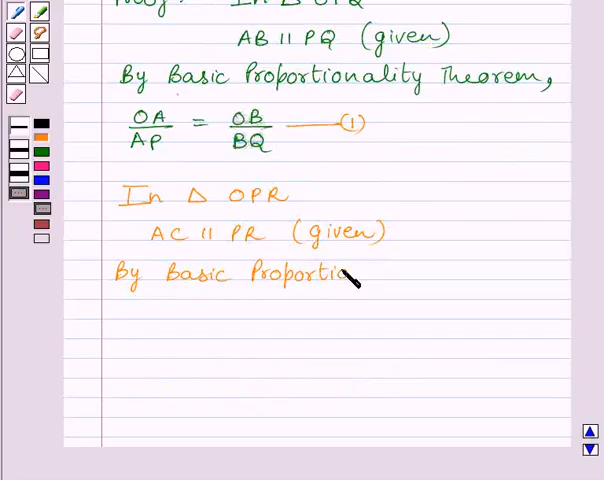 Proof : In △ OPQ
AB || PQ (given)
By Basic Proportionality Theorem,
OA/AP = OB/BQ ——(1)
In △ OPR
AC || PR (given)
By Basic Proportio